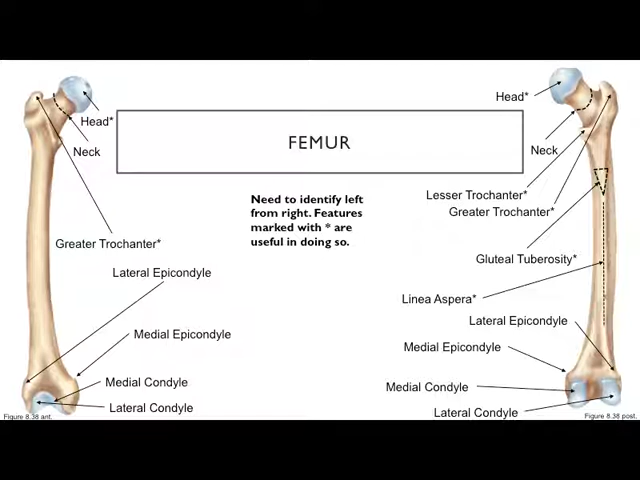 FEMUR
Need to identify left
from right. Features
marked with * are
useful in doing so.
Head*
Neck
Greater Trochanter*
Lateral Epicondyle
Medial Epicondyle
Medial Condyle
Lateral Condyle
Figure 8.38 ant.
Head*
Neck
Lesser Trochanter*
Greater Trochanter*
Gluteal Tuberosity*
Linea Aspera*
Lateral Epicondyle
Medial Epicondyle
Medial Condyle
Lateral Condyle
Figure 8.38 post.